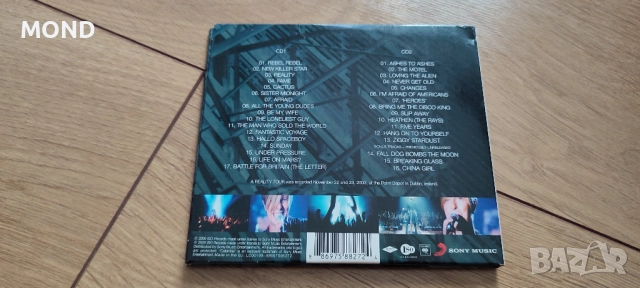 MOND
CD1
01. REBEL REBEL
02. NEW KILLER STAR
03. REALITY
04. FAME
05. CACTUS
06. SISTER MIDNIGHT
07. AFRAID
08. ALL THE YOUNG DUDES
09. BE MY WIFE
10. THE LONELIEST GUY
11. THE MAN WHO SOLD THE WORLD
12. FANTASTIC VOYAGE
13. HALLO SPACEBOY
14. SUNDAY
15. UNDER PRESSURE
16. LIFE ON MARS?
17. BATTLE FOR BRITAIN (THE LETTER)
CD2
01. ASHES TO ASHES
02. THE MOTEL
03. LOVING THE ALIEN
04. NEVER GET OLD
05. CHANGES
06. I'M AFRAID OF AMERICANS
07. 'HEROES'
08. BRING ME THE DISCO KING
09. SLIP AWAY
10. HEATHEN (THE RAYS)
11. FIVE YEARS
12. HANG ON TO YOURSELF
13. ZIGGY STARDUST
14. FALL DOG BOMBS THE MOON
15. BREAKING GLASS
16. CHINA GIRL
A REALITY TOUR was recorded November 22 and 23, 2003, at the Point Depot in Dublin, Ireland.
8 86975 88272 4
ISO
SONY MUSIC
BAZAR.bg